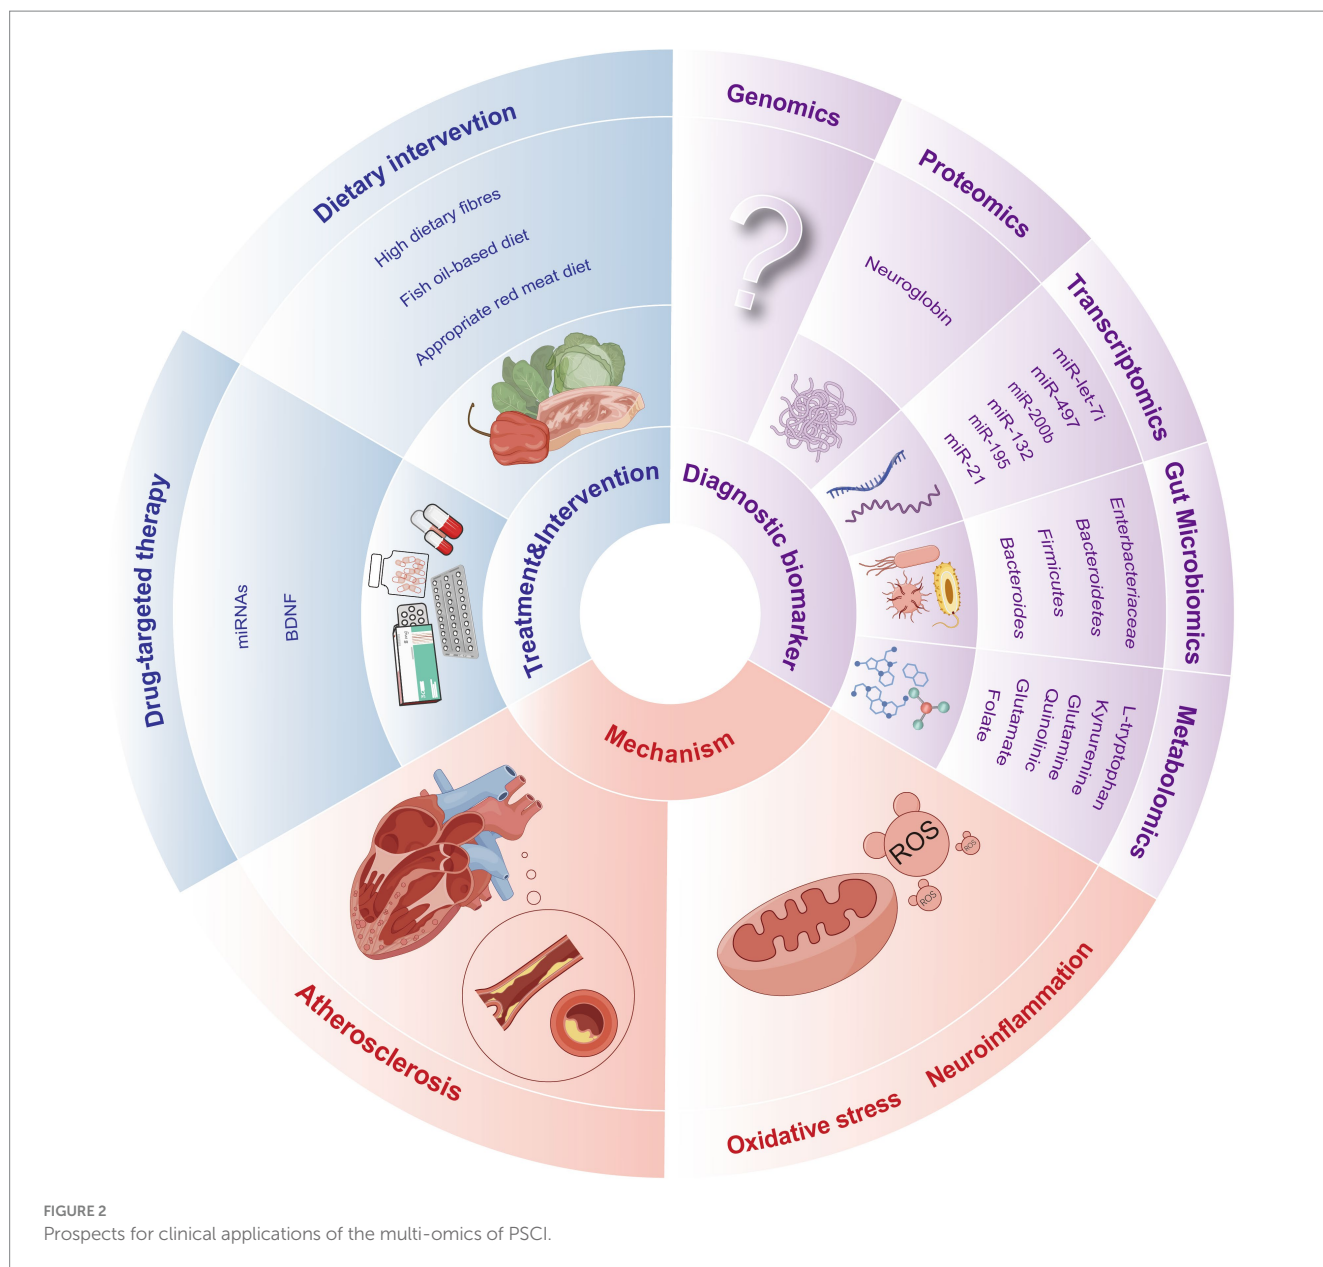 Genomics
Proteomics
Neuroglobin
Transcriptomics
miR-let-7i
miR-497
miR-200b
miR-132
miR-195
miR-21
Gut Microbiomics
Enterbacteriaceae
Bacteroidetes
Firmicutes
Bacteroides
Metabolomics
L-tryptophan
Kynurenine
Glutamine
Quinolinic
Glutamate
Folate
Diagnostic biomarker
?
Dietary intervevtion
High dietary fibres
Fish oil-based diet
Appropriate red meat diet
Treatment&Intervention
Drug-targeted therapy
miRNAs
BDNF
Mechanism
ROS
ROS
ROS
Atherosclerosis
Oxidative stress
Neuroinflammation
FIGURE 2
Prospects for clinical applications of the multi-omics of PSCI.